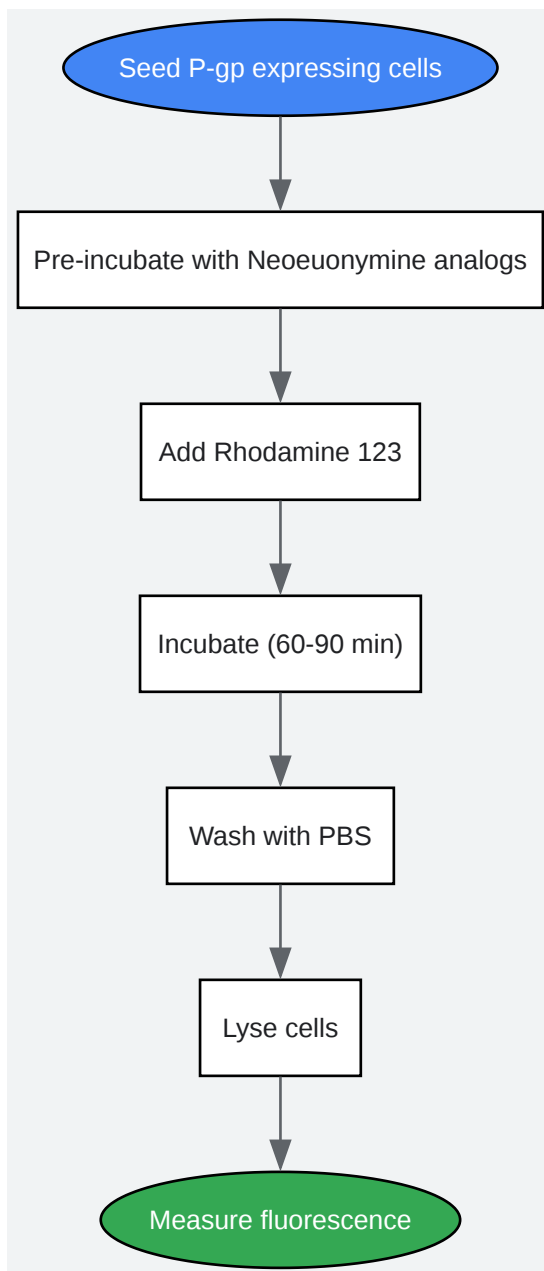 Seed P-gp expressing cells
Pre-incubate with Neoeuonymine analogs
Add Rhodamine 123
Incubate (60-90 min)
Wash with PBS
Lyse cells
Measure fluorescence